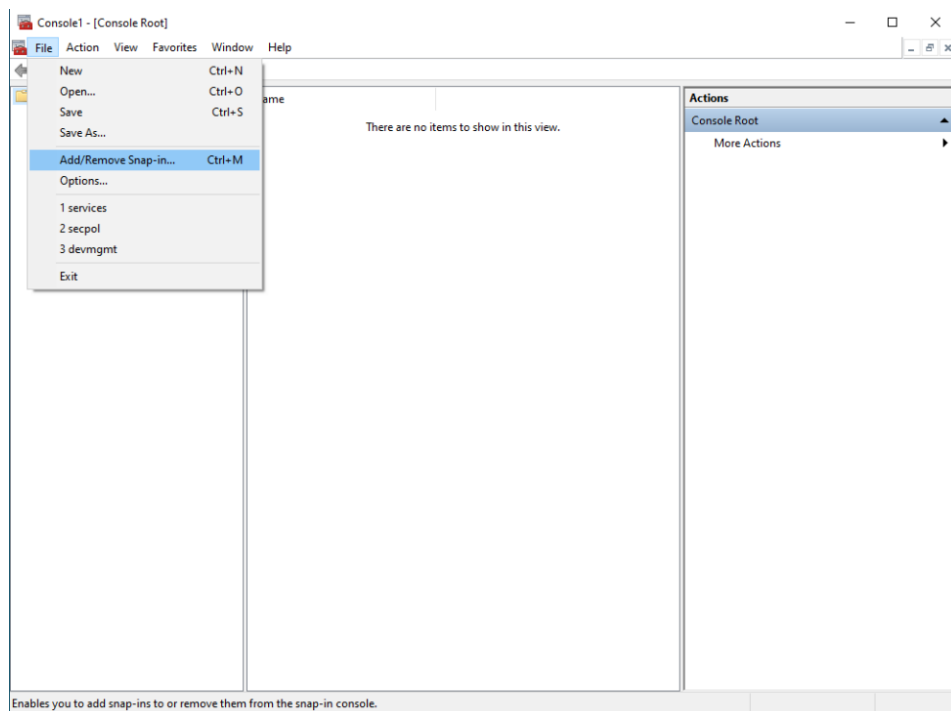 Console1 - [Console Root]
File Action View Favorites Window Help
New Ctrl+N
Open... Ctrl+O
Save Ctrl+S
Save As...
Add/Remove Snap-in... Ctrl+M
Options...
1 services
2 secpol
3 devmgmt
Exit
ame
There are no items to show in this view.
Actions
Console Root
More Actions
Enables you to add snap-ins to or remove them from the snap-in console.